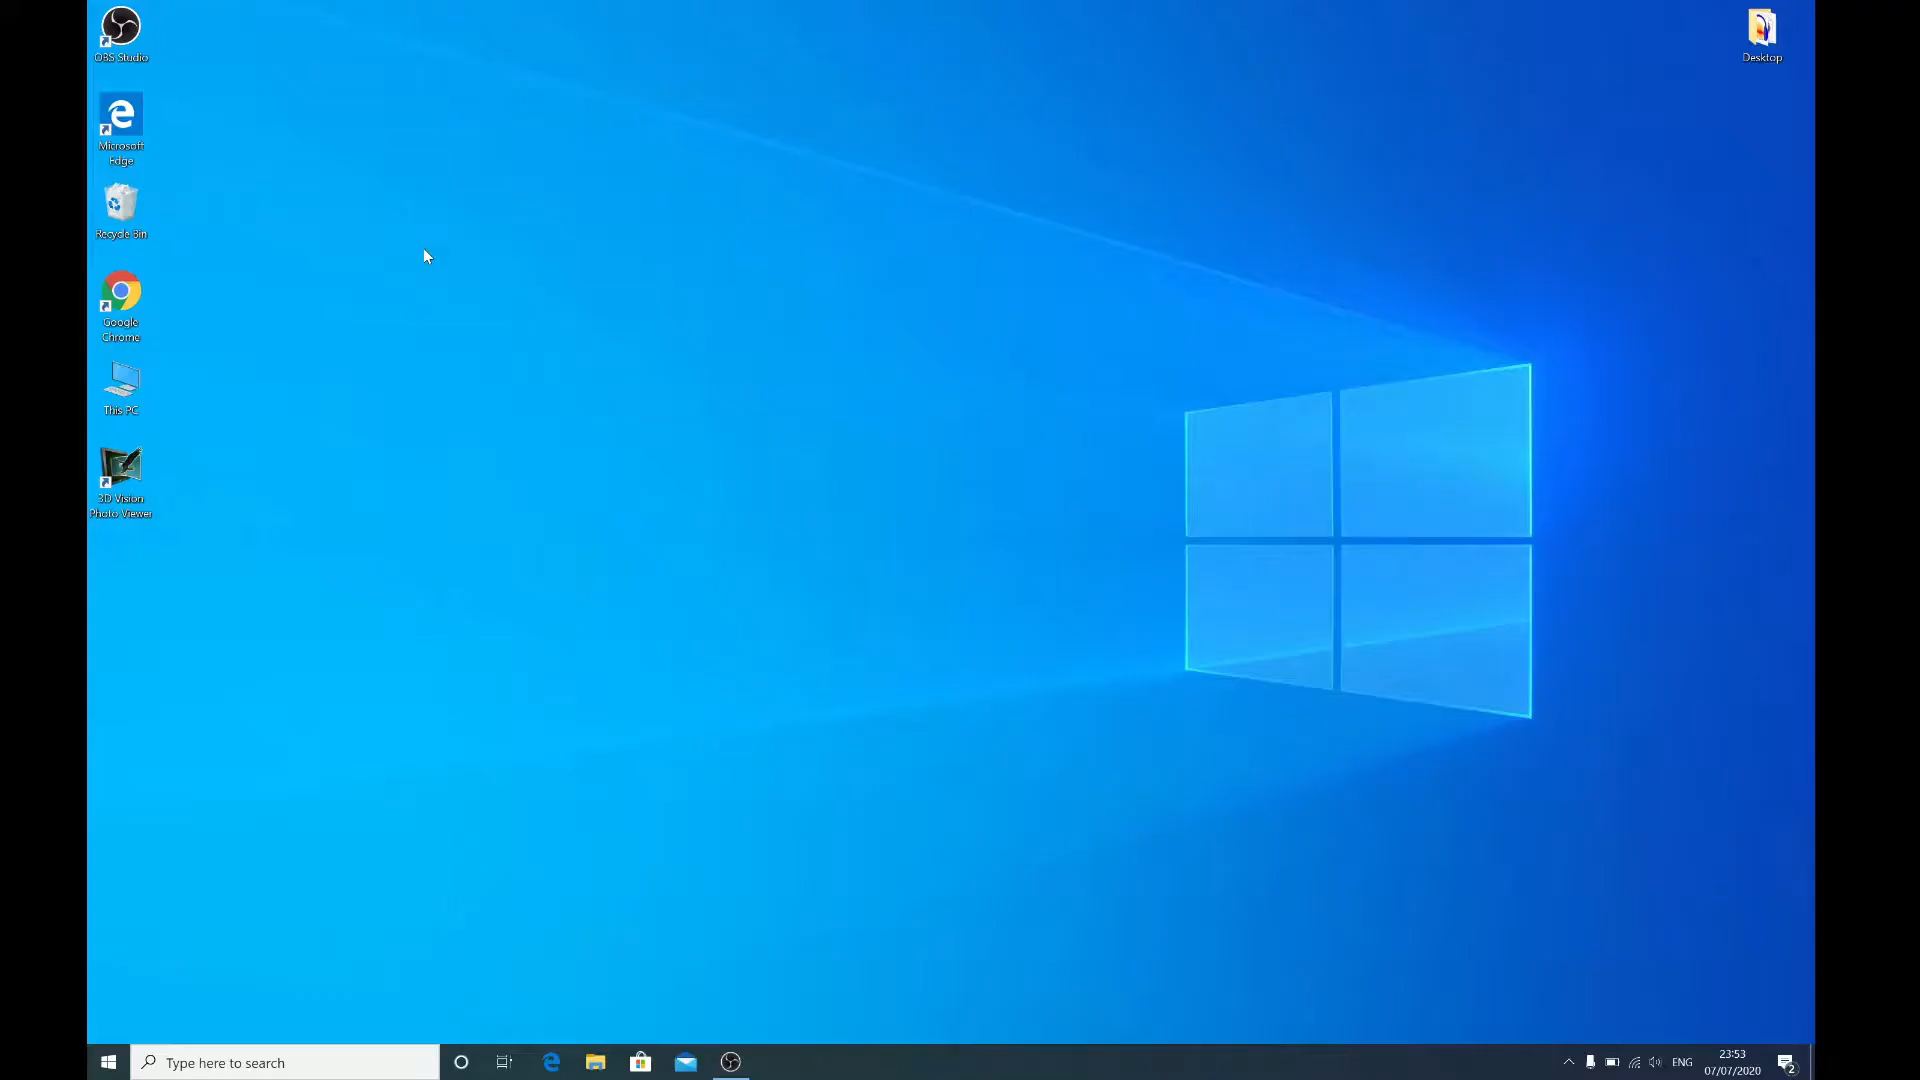 OBS Studio
Microsoft
Edge
Recycle Bin
Google
Chrome
This PC
3D Vision
Photo Viewer
Desktop
Type here to search
ENG
23:53
07/07/2020
2